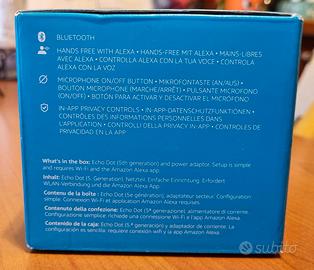 BLUETOOTH
HANDS FREE WITH ALEXA • HANDS-FREE MIT ALEXA • MAINS-LIBRES
AVEC ALEXA • CONTROLLA ALEXA CON LA TUA VOCE • CONTROLA
ALEXA CON LA VOZ
MICROPHONE ON/OFF BUTTON • MIKROFONTASTE (AN/AUS) •
BOUTON MICROPHONE (MARCHE/ARRÊT) • PULSANTE MICROFONO
(ON/OFF) • BOTÓN PARA ACTIVAR Y DESACTIVAR EL MICRÓFONO
IN-APP PRIVACY CONTROLS • IN-APP-DATENSCHUTZFUNKTIONEN •
CONTRÔLES DES INFORMATIONS PERSONNELLES DANS
L'APPLICATION • CONTROLLI DELLA PRIVACY IN-APP • CONTROLES DE
PRIVACIDAD EN LA APP
What's in the box: Echo Dot (5th generation) and power adaptor. Setup is simple
and requires Wi-Fi and the Amazon Alexa app.
Inhalt: Echo Dot (5. Generation), Netzteil. Einfache Einrichtung. Erfordert
WLAN-Verbindung und die Amazon Alexa App.
Contenu de la boîte : Echo Dot (5e génération), adaptateur secteur. Configuration
simple. Connexion Wi-Fi et application Amazon Alexa requises.
Contenuto della confezione: Echo Dot (5ª generazione), alimentatore di corrente.
Configurazione semplice: richiede una connessione Wi-Fi e l'app Amazon Alexa.
Contenido de la caja: Echo Dot (5.ª generación) y adaptador de corriente. La
configuración es sencilla: requiere conexión wifi y la app Amazon Alexa.
subito